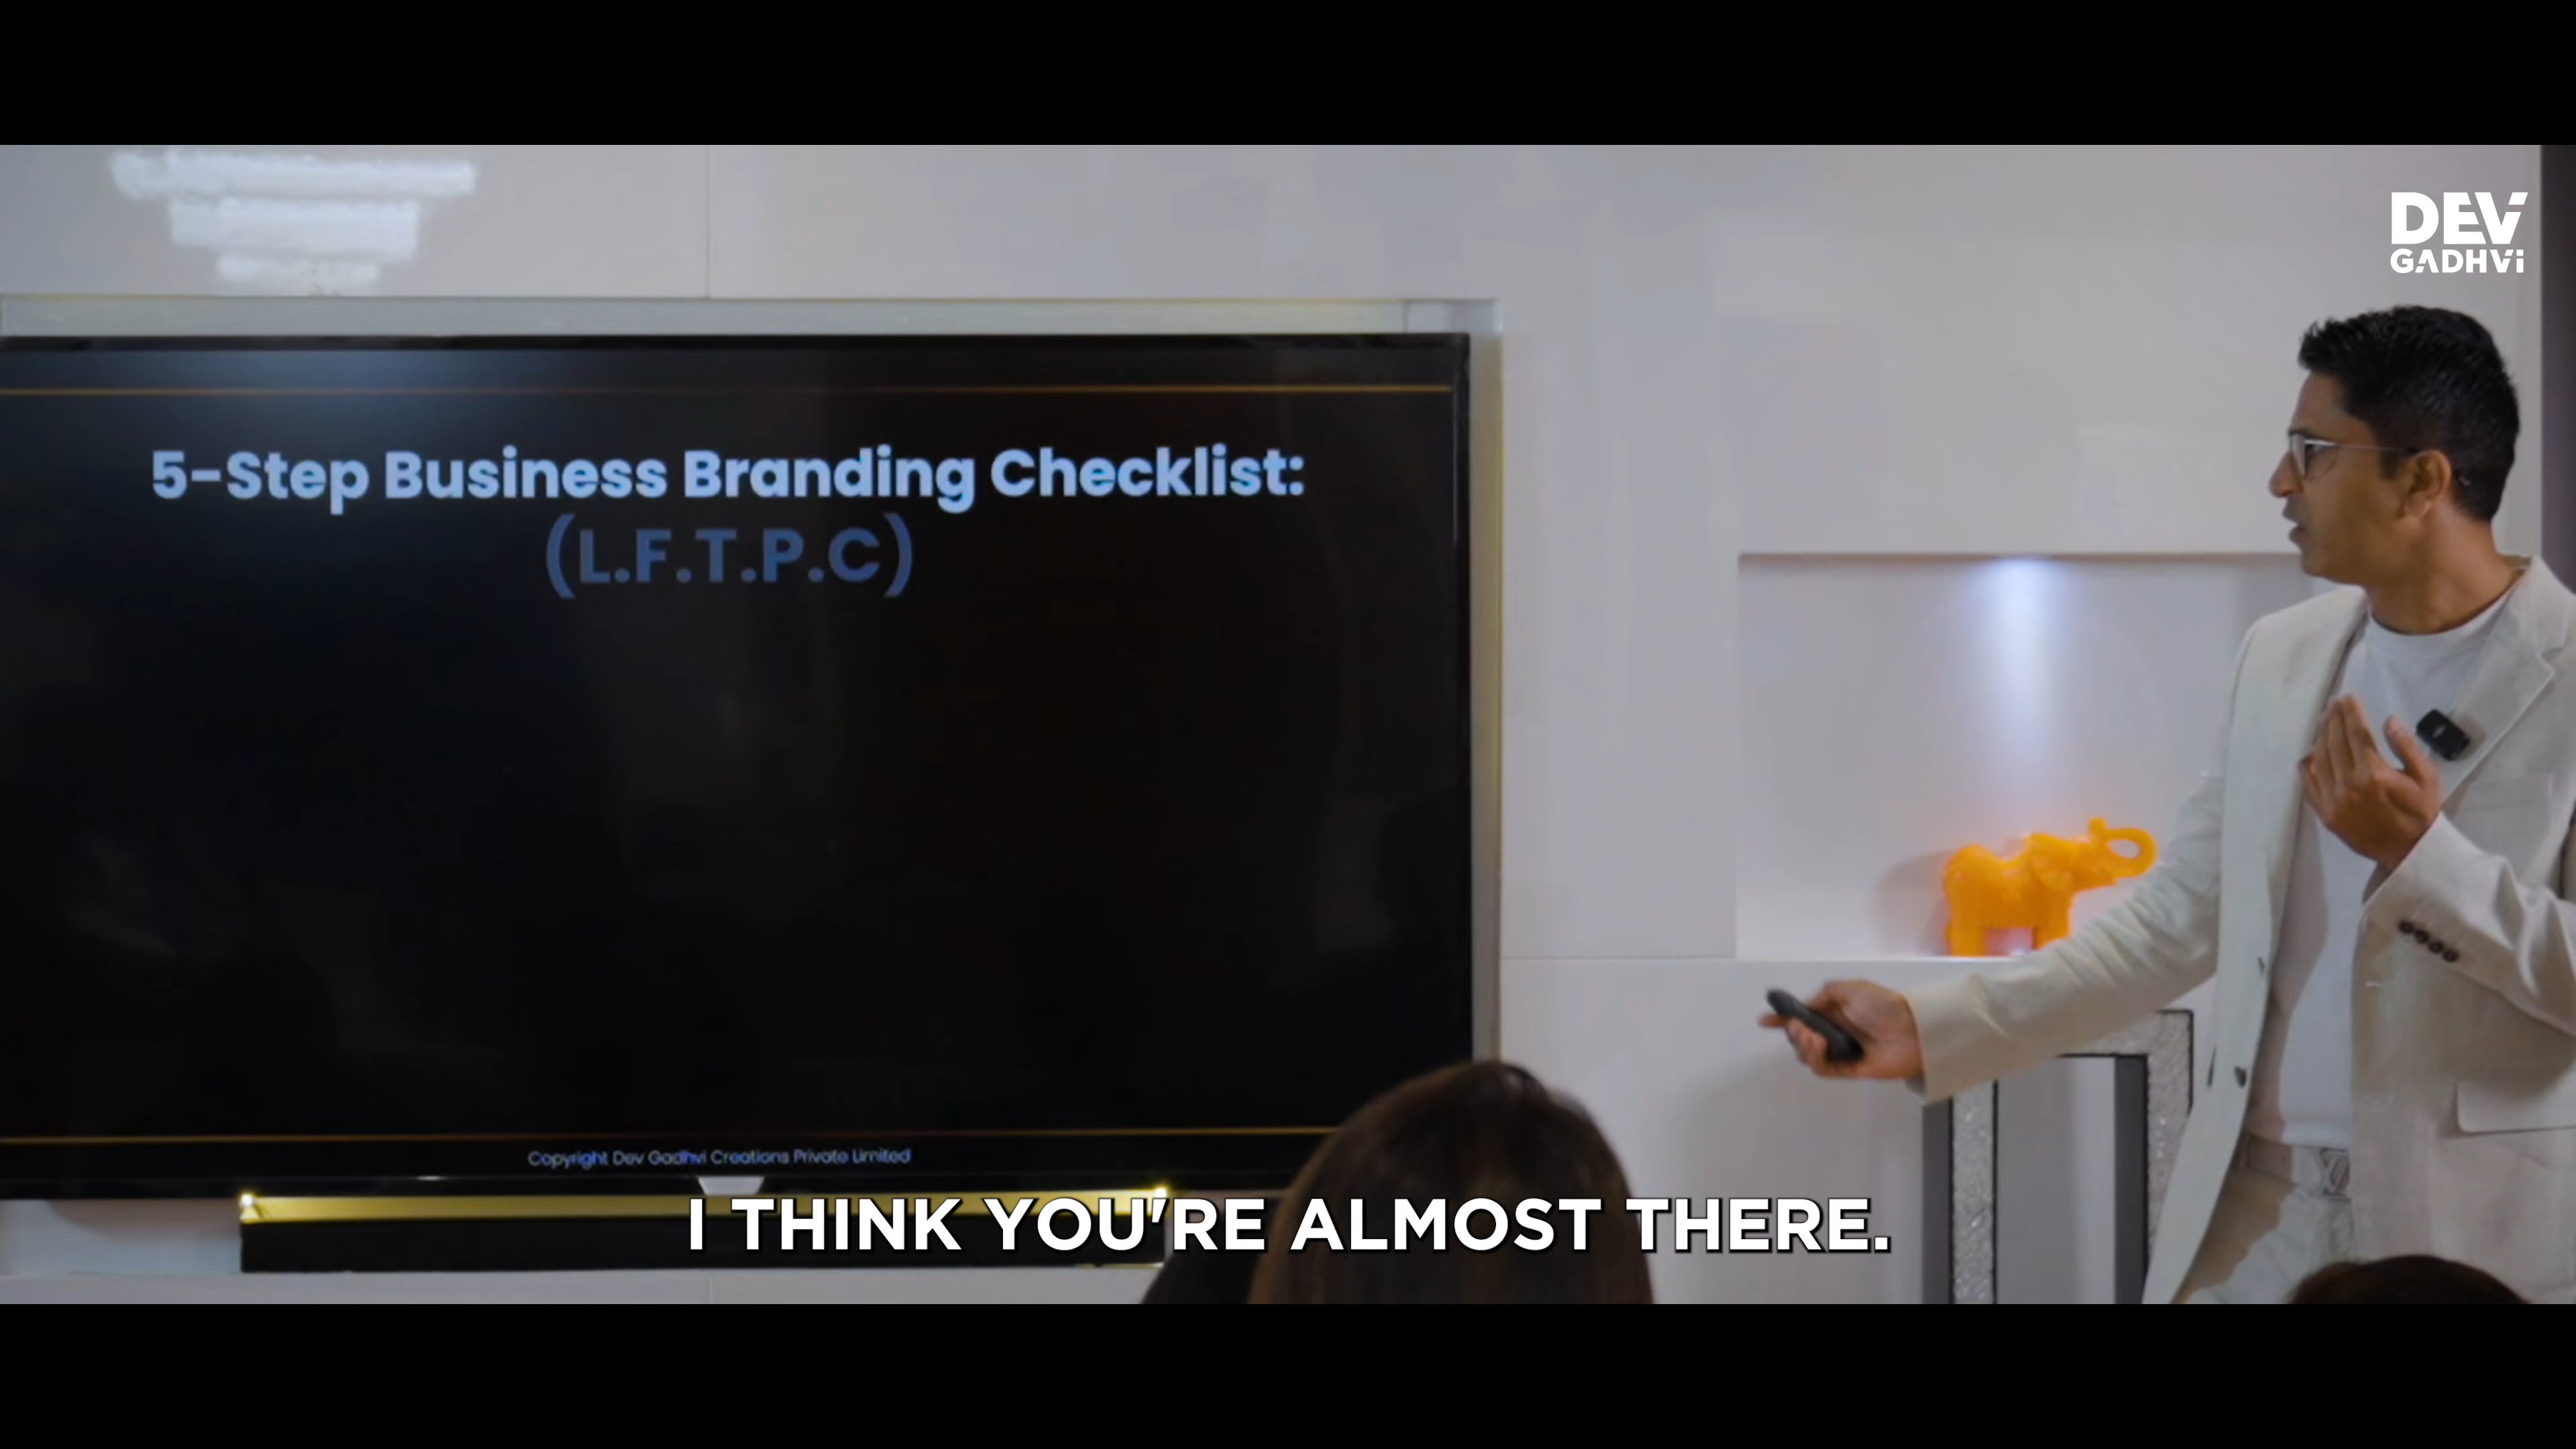 DEV
GADHVi
5-Step Business Branding Checklist:
(L.F.T.P.C)
Copyright Dev Gadhvi Creations Private Limited
I THINK YOU'RE ALMOST THERE.